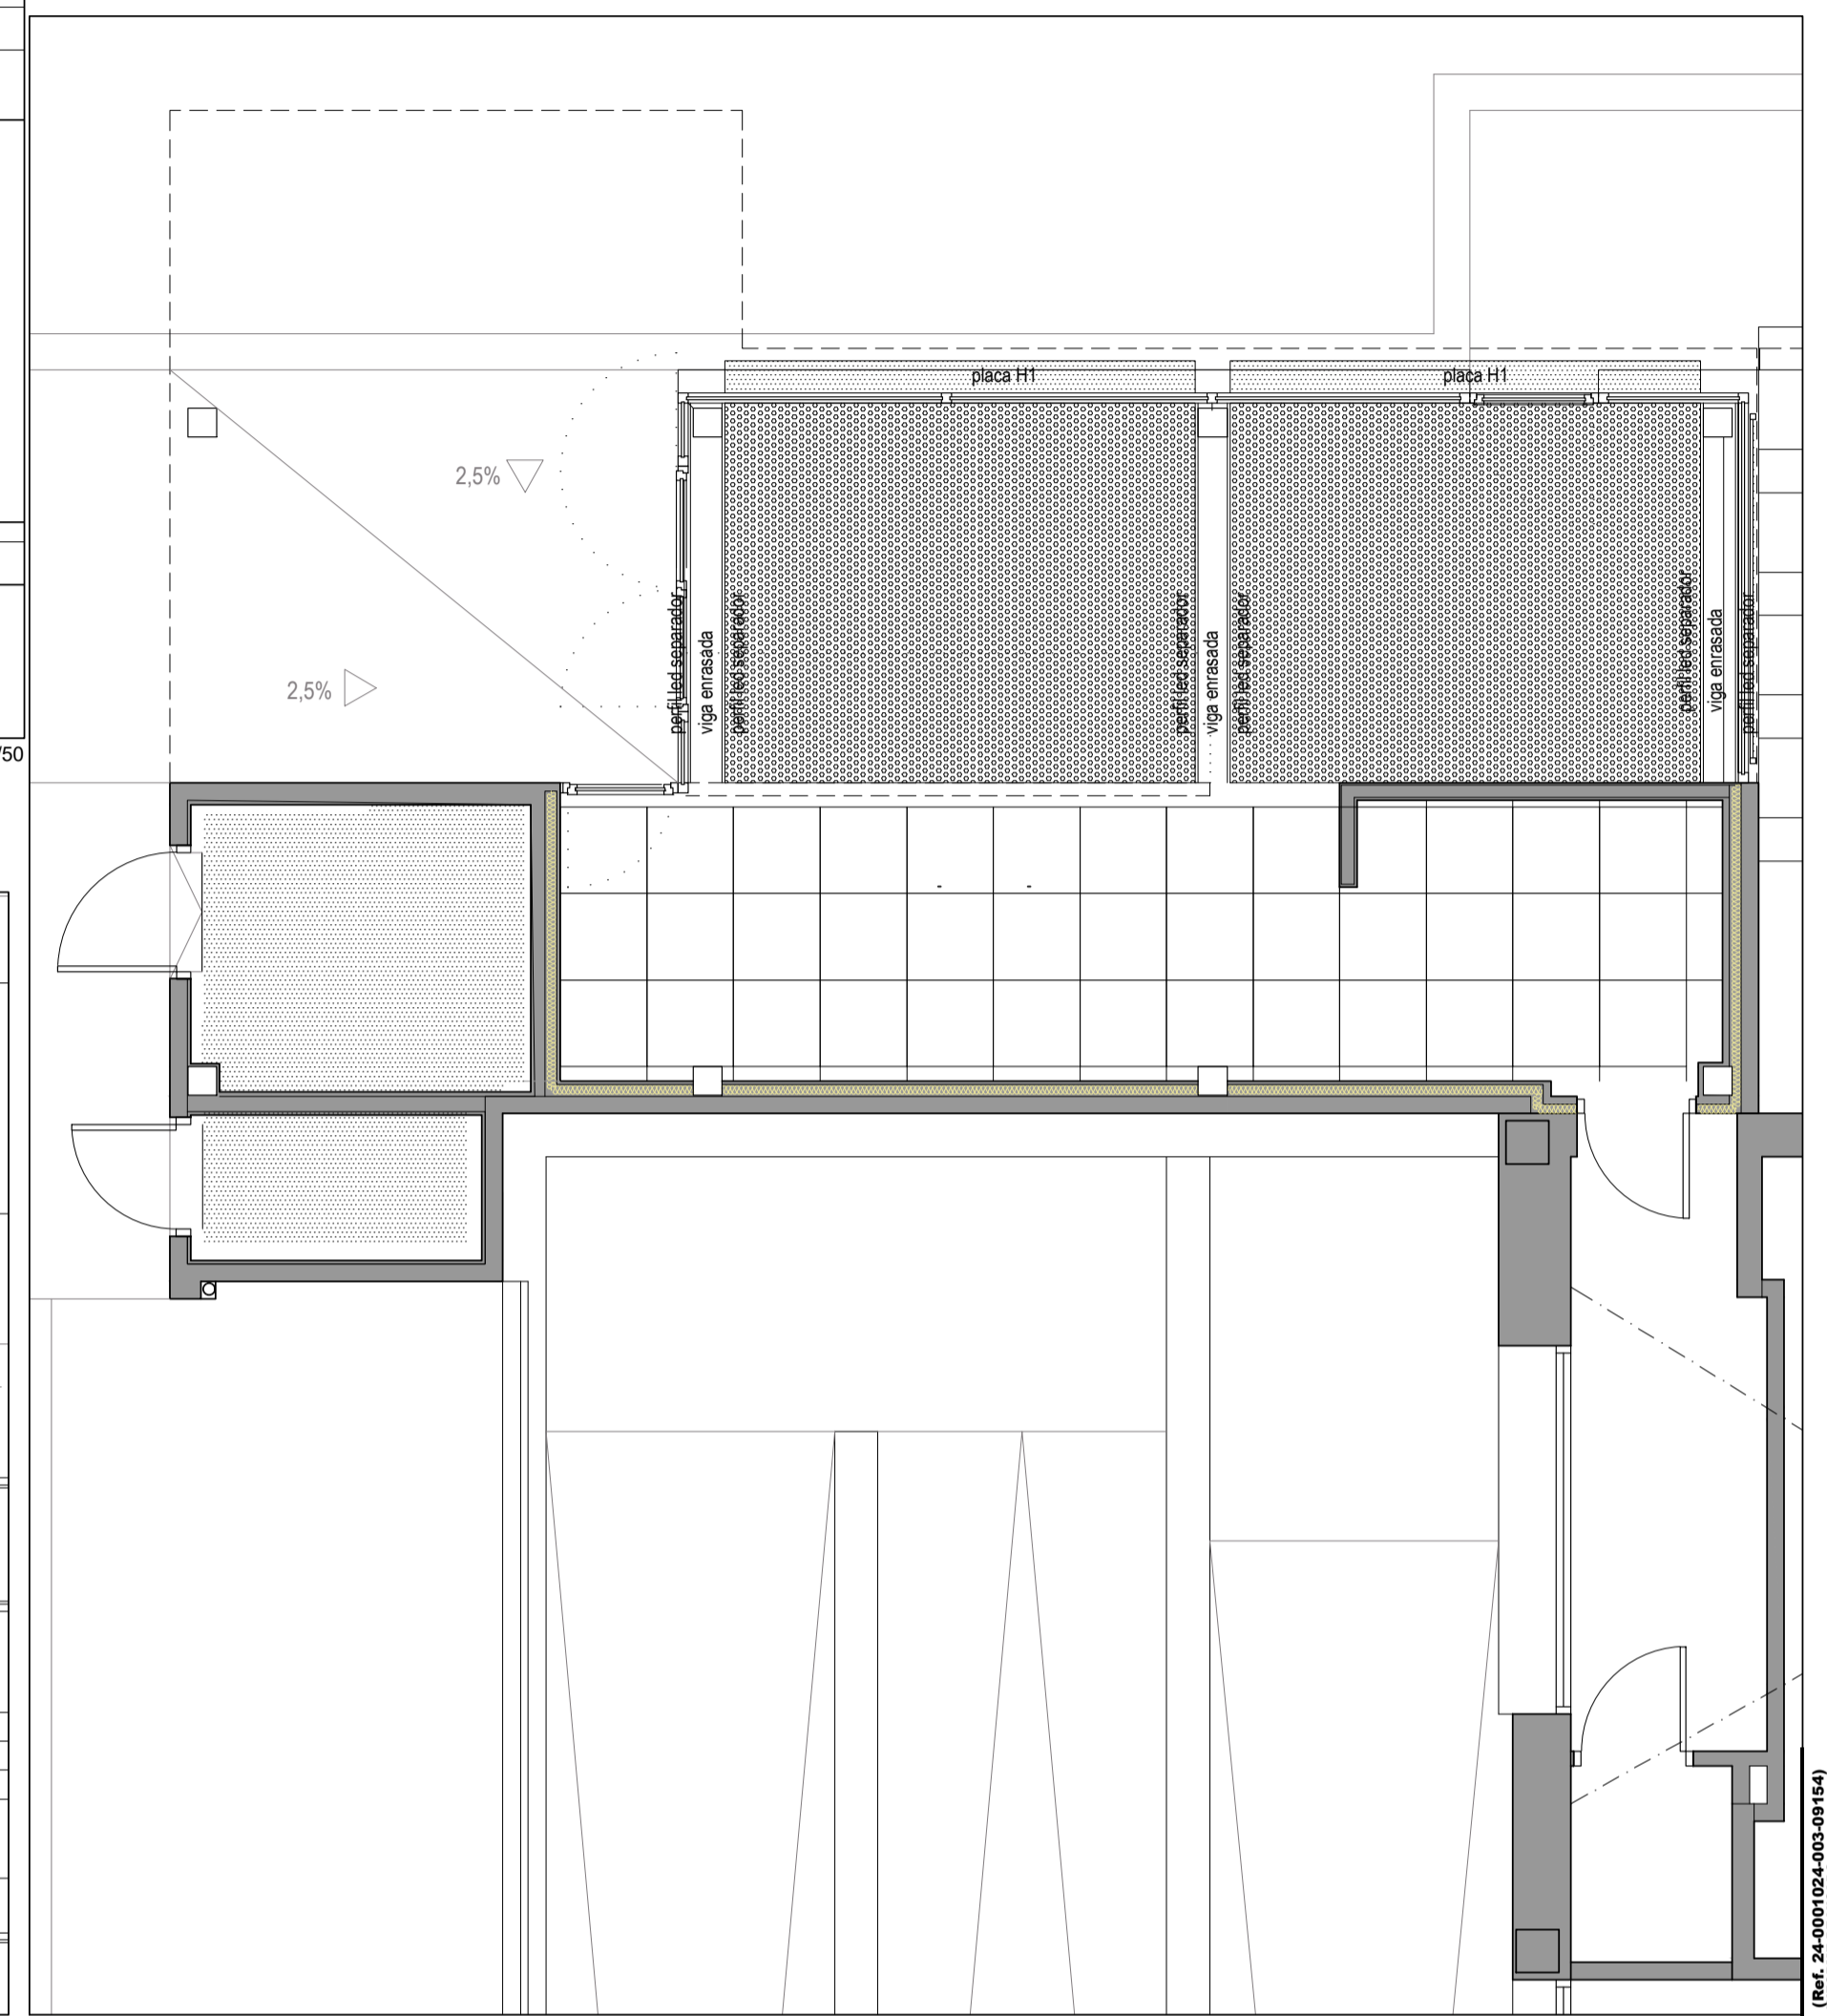 placa H1
placa H1
2,5%
2,5%
perfil led separador
viga enrasada
perfil led separador
perfil led separador
viga enrasada
perfil led separador
perfil led separador
viga enrasada
perfil led separador
/50
(Ref. 24-0001024-003-09154)